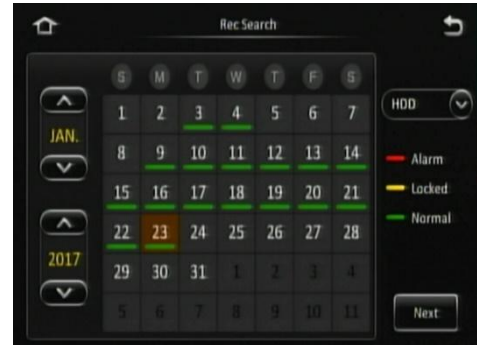 Rec Search
S M T W T F S
1 2 3 4 5 6 7
8 9 10 11 12 13 14
15 16 17 18 19 20 21
22 23 24 25 26 27 28
29 30 31 1 2 3 4
5 6 7 8 9 10 11
JAN.
2017
HDD
Alarm
Locked
Normal
Next